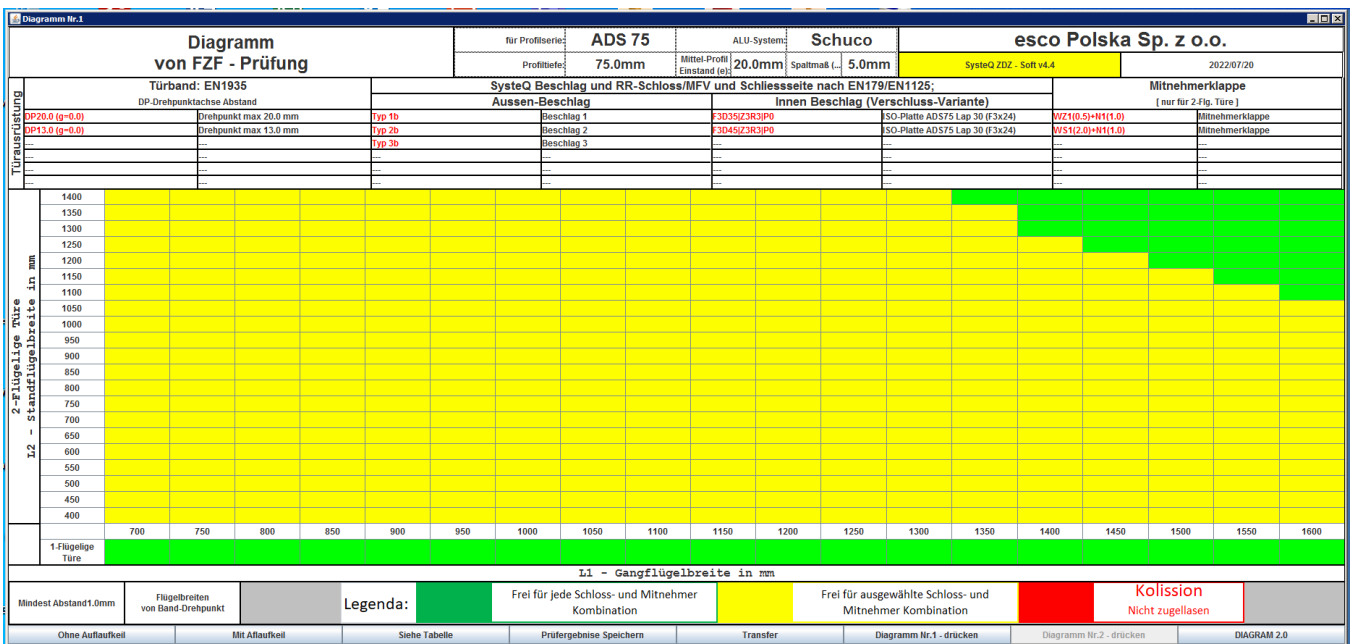 Diagramm Nr.1
Diagramm
von FZF - Prüfung
für Profilserie: ADS 75 ALU-System: Schuco
Profiltiefe: 75.0mm Mittel-Profil Einstand (e): 20.0mm Spaltmaß (... 5.0mm
esco Polska Sp. z o.o.
SysteQ ZDZ - Soft v4.4 2022/07/20
Türausrüstung
Türband: EN1935
DP-Drehpunktachse Abstand
SysteQ Beschlag und RR-Schloss/MFV und Schliessseite nach EN179/EN1125;
Aussen-Beschlag Innen Beschlag (Verschluss-Variante)
Mitnehmerklappe
[ nur für 2-Flg. Türe ]
DP20.0 (g=0.0) Drehpunkt max 20.0 mm Typ 1b Beschlag 1 F3D35|Z3R3|P0 ISO-Platte ADS75 Lap 30 (F3x24) WZ1(0.5)+N1(1.0) Mitnehmerklappe
DP13.0 (g=0.0) Drehpunkt max 13.0 mm Typ 2b Beschlag 2 F3D45|Z3R3|P0 ISO-Platte ADS75 Lap 30 (F3x24) WS1(2.0)+N1(1.0) Mitnehmerklappe
--- --- Typ 3b Beschlag 3 --- --- --- ---
--- --- --- --- --- --- --- ---
--- --- --- --- --- --- --- ---
--- --- --- --- --- --- --- ---
2-Flügelige Türe
L2 - Standflügelbreite in mm
1400
1350
1300
1250
1200
1150
1100
1050
1000
950
900
850
800
750
700
650
600
550
500
450
400
700 750 800 850 900 950 1000 1050 1100 1150 1200 1250 1300 1350 1400 1450 1500 1550 1600
1-Flügelige
Türe
L1 - Gangflügelbreite in mm
Mindest Abstand1.0mm
Flügelbreiten
von Band-Drehpunkt
Legenda:
Frei für jede Schloss- und Mitnehmer
Kombination
Frei für ausgewählte Schloss- und
Mitnehmer Kombination
Kolission
Nicht zugellasen
Ohne Auflaufkeil Mit Aflaufkeil Siehe Tabelle Prüfergebnise Speichern Transfer Diagramm Nr.1 - drücken Diagramm Nr.2 - drücken DIAGRAM 2.0